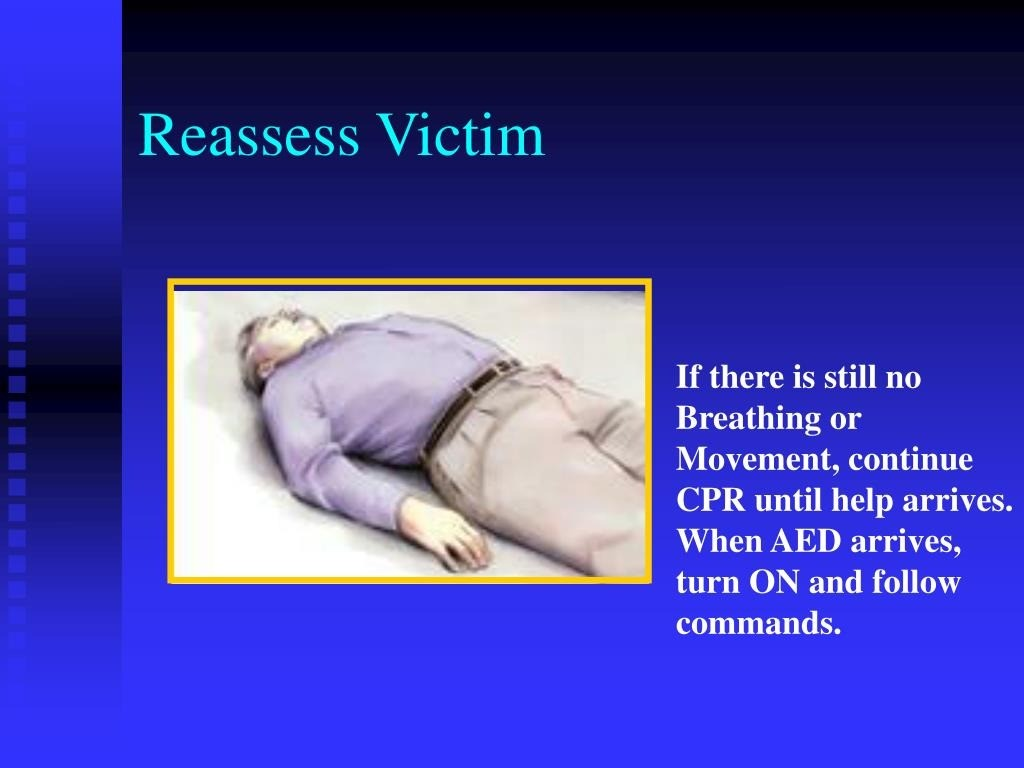 Reassess Victim
If there is still no
Breathing or
Movement, continue
CPR until help arrives.
When AED arrives,
turn ON and follow
commands.